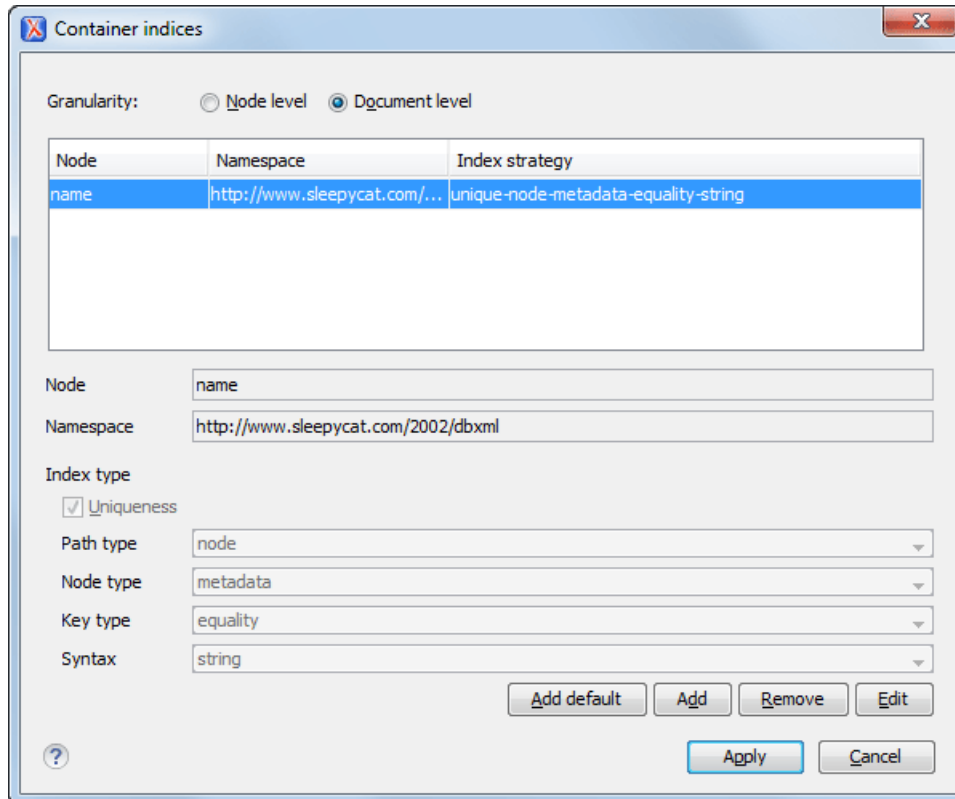 Container indices
Granularity: Node level Document level
Node Namespace Index strategy
name http://www.sleepycat.com/... unique-node-metadata-equality-string
Node name
Namespace http://www.sleepycat.com/2002/dbxml
Index type
Uniqueness
Path type node
Node type metadata
Key type equality
Syntax string
Add default Add Remove Edit
? Apply Cancel